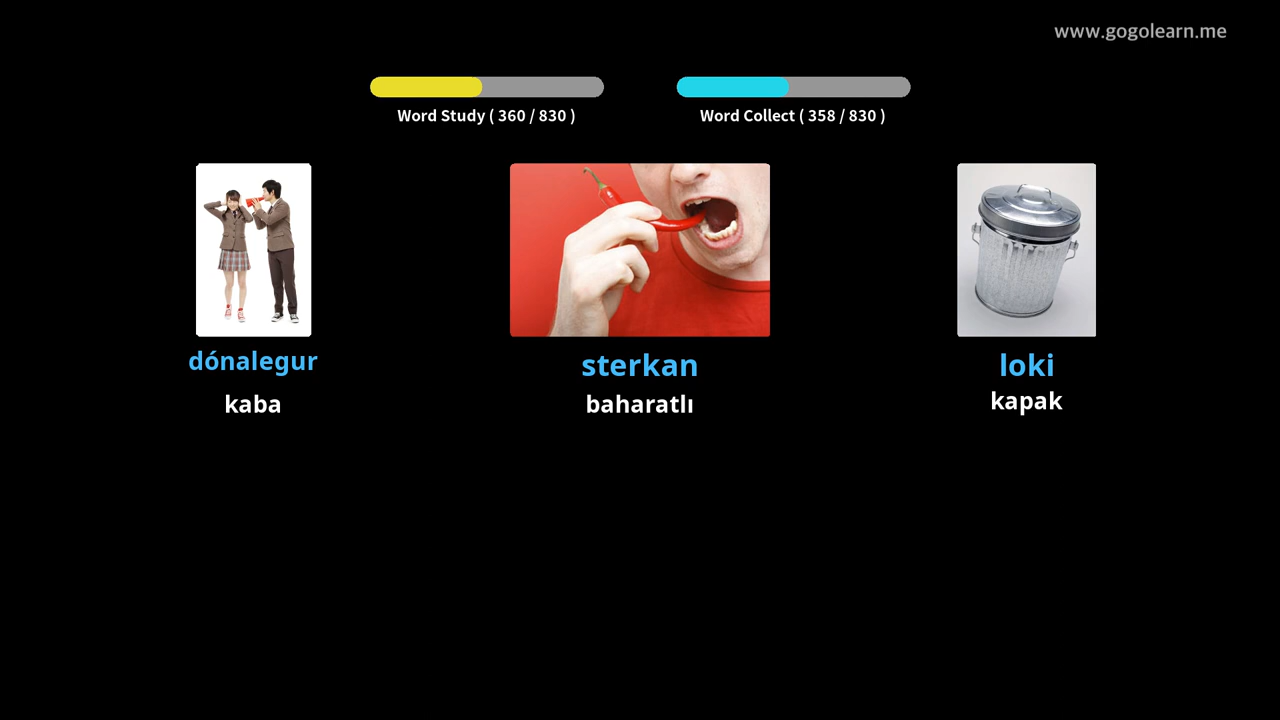 www.gogolearn.me
Word Study ( 360 / 830 )
Word Collect ( 358 / 830 )
dónalegur
sterkan
loki
kaba
baharatlı
kapak